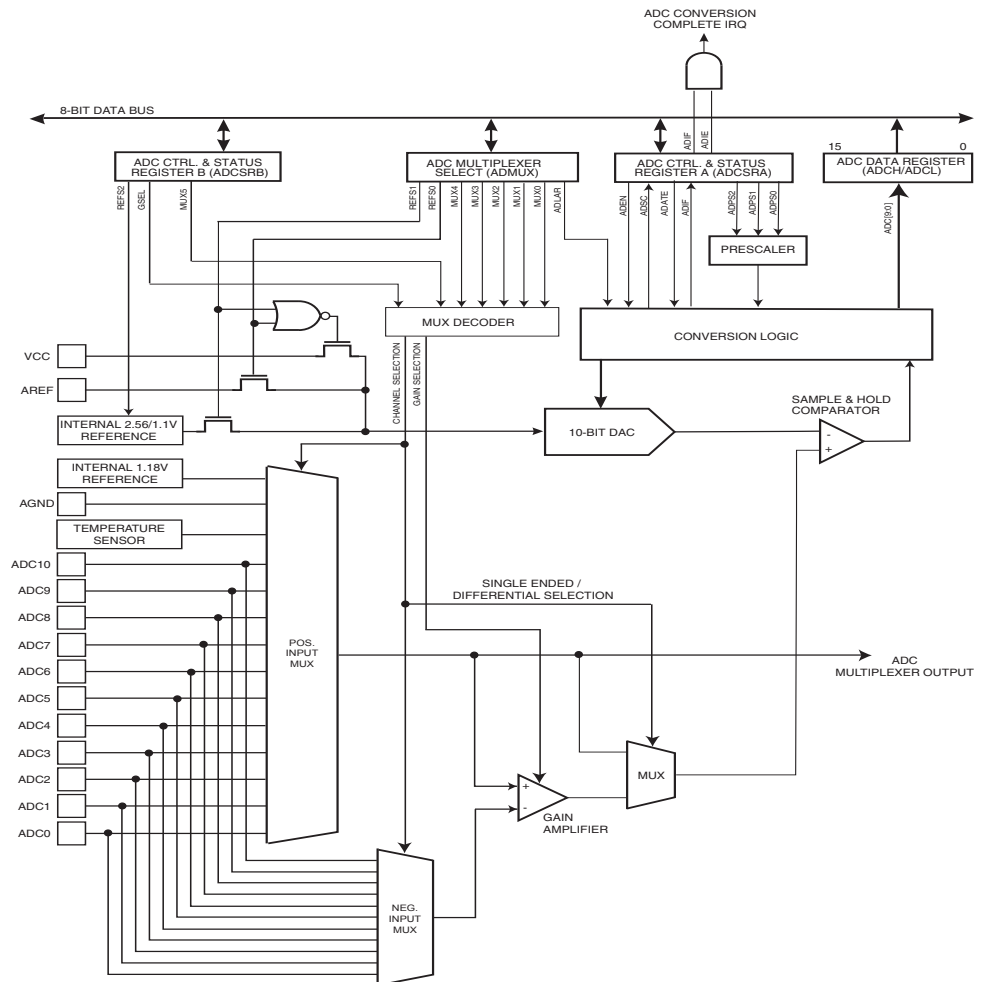 ADC CONVERSION
COMPLETE IRQ
8-BIT DATA BUS
ADIF
ADIE
15
0
ADC CTRL. & STATUS
REGISTER B (ADCSRB)
ADC MULTIPLEXER
SELECT (ADMUX)
ADC CTRL. & STATUS
REGISTER A (ADCSRA)
ADC DATA REGISTER
(ADCH/ADCL)
REFS2
GSEL
MUX5
REFS1
REFS0
MUX4
MUX3
MUX2
MUX1
MUX0
ADLAR
ADEN
ADSC
ADATE
ADIF
ADPS2
ADPS1
ADPS0
ADC[9:0]
PRESCALER
MUX DECODER
CONVERSION LOGIC
VCC
AREF
INTERNAL 2.56/1.1V
REFERENCE
CHANNEL SELECTION
GAIN SELECTION
10-BIT DAC
SAMPLE & HOLD
COMPARATOR
-
+
INTERNAL 1.18V
REFERENCE
AGND
TEMPERATURE
SENSOR
ADC10
ADC9
ADC8
ADC7
ADC6
ADC5
ADC4
ADC3
ADC2
ADC1
ADC0
POS.
INPUT
MUX
SINGLE ENDED /
DIFFERENTIAL SELECTION
ADC
MULTIPLEXER OUTPUT
MUX
+
-
GAIN
AMPLIFIER
NEG.
INPUT
MUX